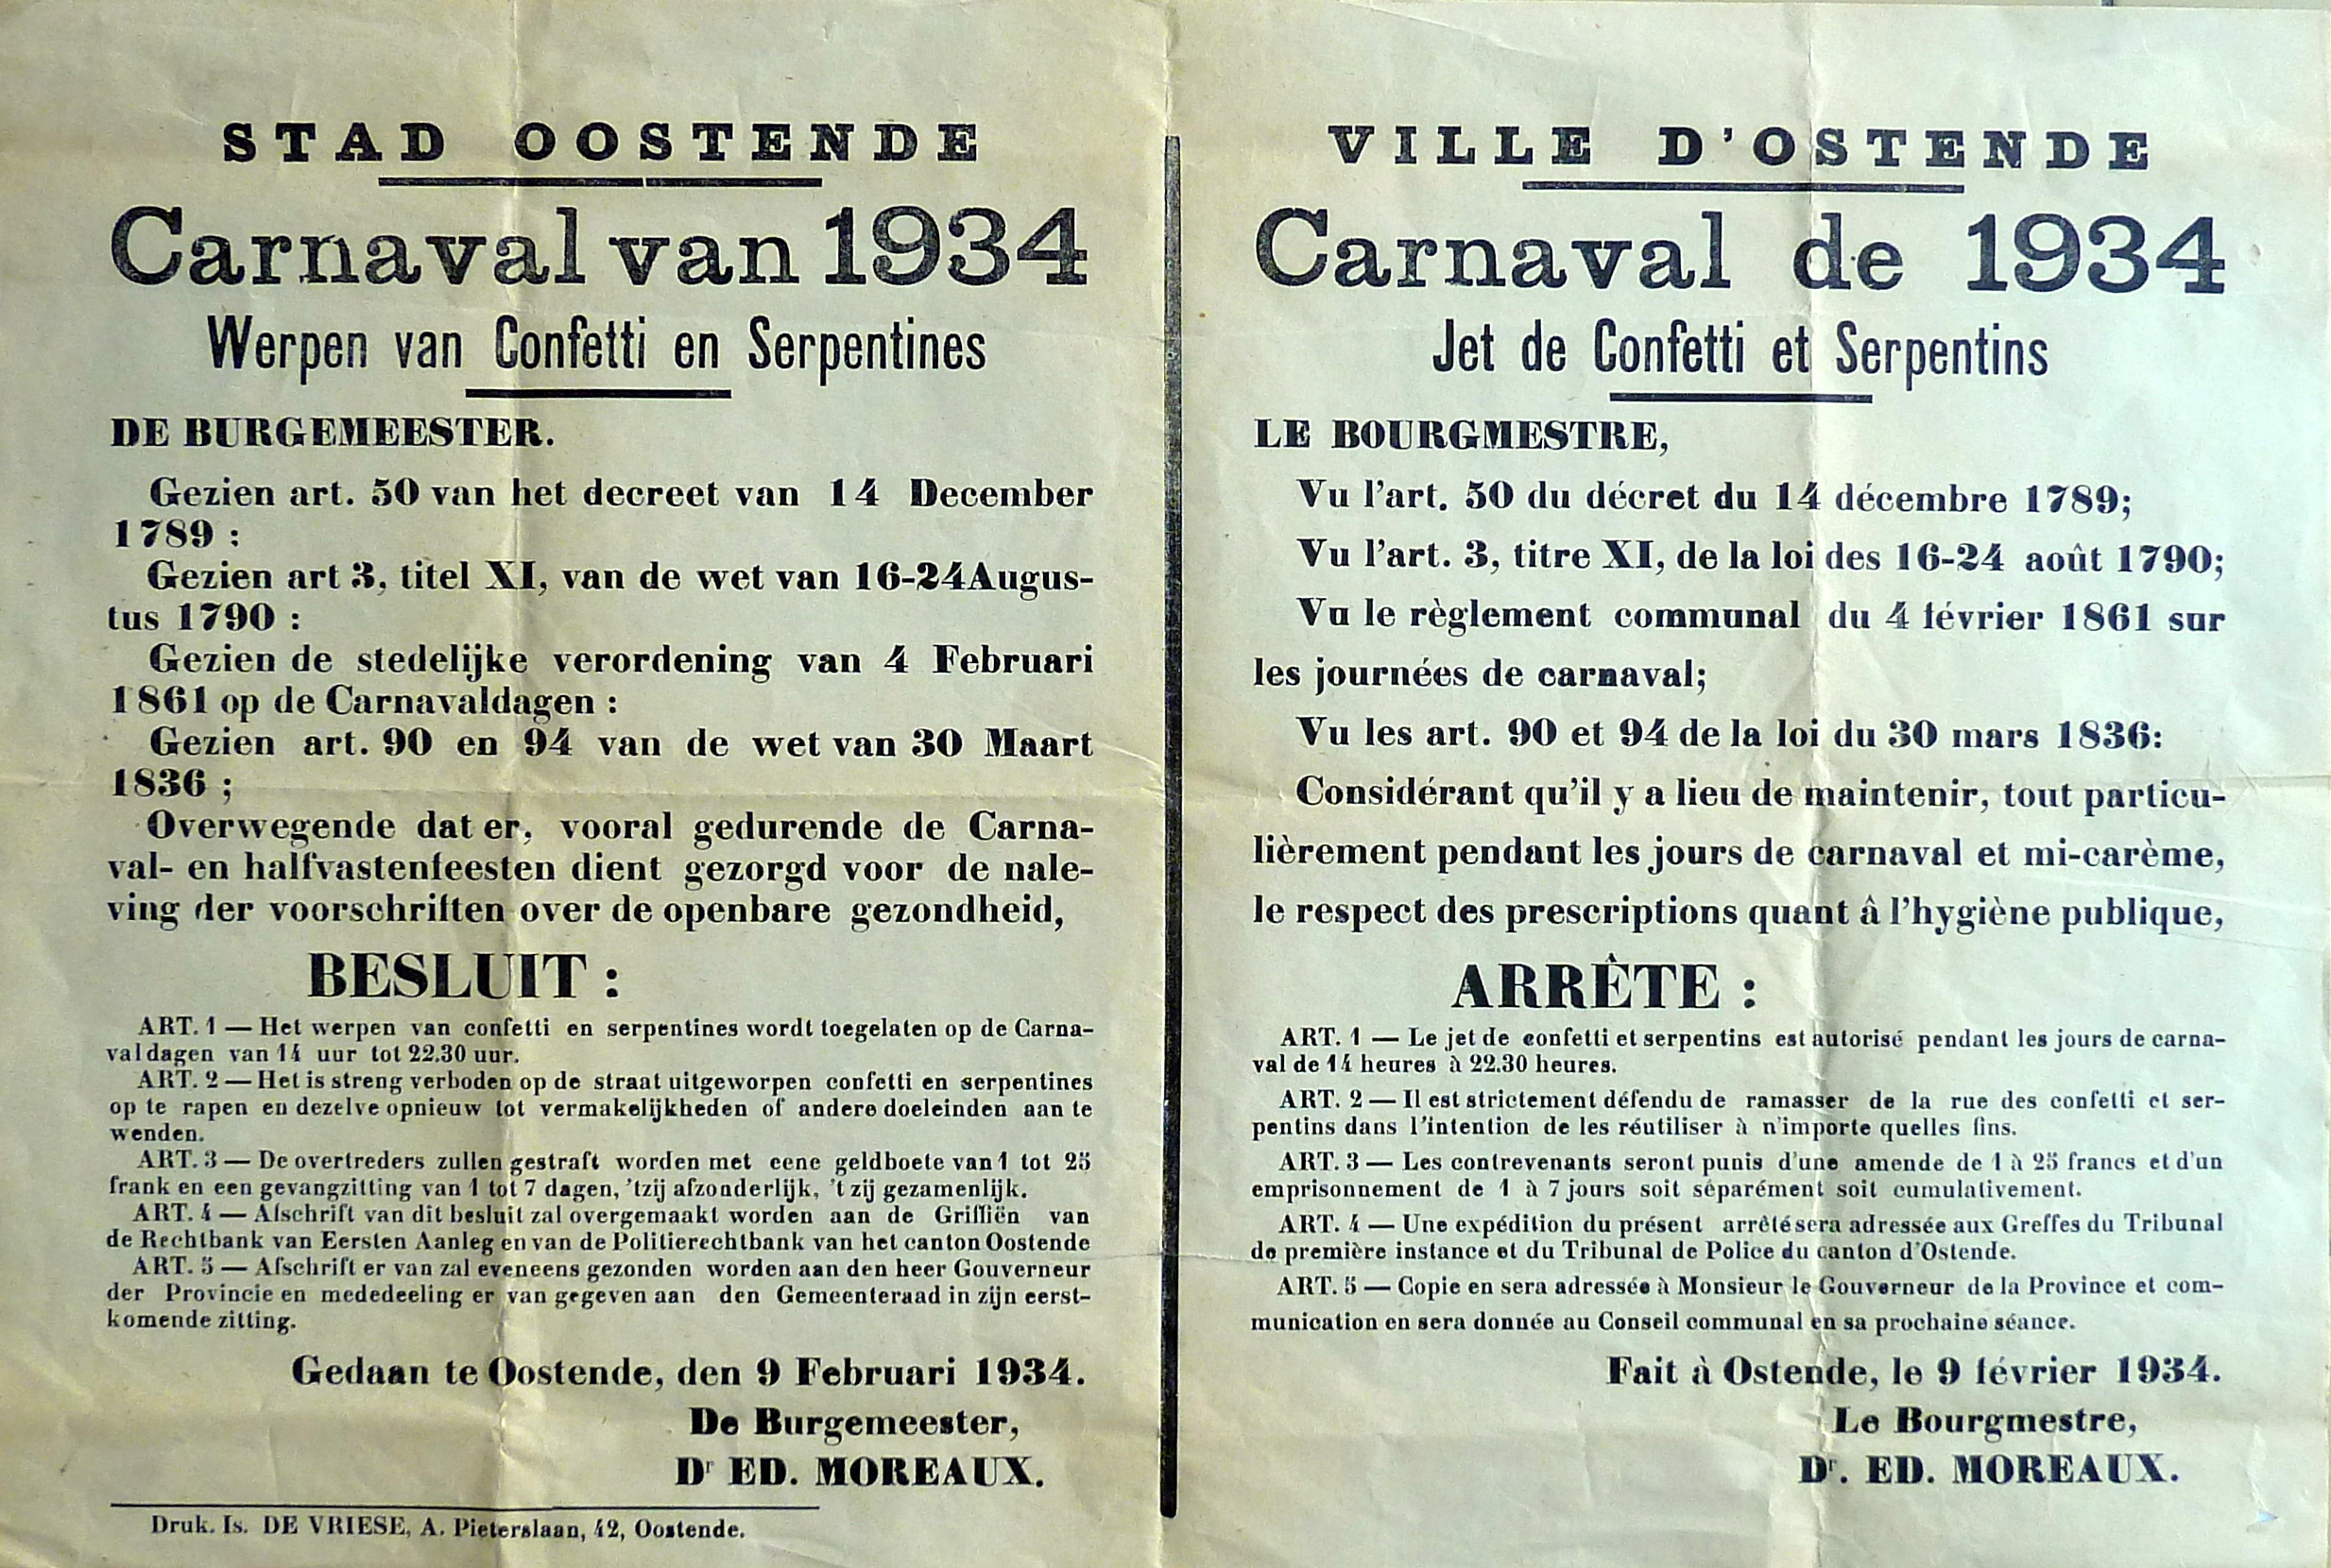 STAD OOSTENDE
Carnaval van 1934
Werpen van Confetti en Serpentines
DE BURGEMEESTER.
Gezien art. 50 van het decreet van 14 December
1789 :
Gezien art 3, titel XI, van de wet van 16-24 Augus-
tus 1790 :
Gezien de stedelijke verordening van 4 Februari
1861 op de Carnavaldagen :
Gezien art. 90 en 94 van de wet van 30 Maart
1836 ;
Overwegende dat er, vooral gedurende de Carna-
val- en halfvastenfeesten dient gezorgd voor de nale-
ving der voorschriften over de openbare gezondheid,
BESLUIT :
ART. 1 — Het werpen van confetti en serpentines wordt toegelaten op de Carna-
valdagen van 14 uur tot 22.30 uur.
ART. 2 — Het is streng verboden op de straat uitgeworpen confetti en serpentines
op te rapen en dezelve opnieuw tot vermakelijkheden of andere doeleinden aan te
wenden.
ART. 3 — De overtreders zullen gestraft worden met eene geldboete van 1 tot 25
frank en een gevangzitting van 1 tot 7 dagen, 'tzij afzonderlijk, 't zij gezamenlijk.
ART. 4 — Afschrift van dit besluit zal overgemaakt worden aan de Griffiën van
de Rechtbank van Eersten Aanleg en van de Politierechtbank van het canton Oostende
ART. 5 — Afschrift er van zal eveneens gezonden worden aan den heer Gouverneur
der Provincie en mededeeling er van gegeven aan den Gemeenteraad in zijn eerst-
komende zitting.
Gedaan te Oostende, den 9 Februari 1934.
De Burgemeester,
Dr ED. MOREAUX.
Druk. Is. DE VRIESE, A. Pieterslaan, 42, Oostende.
VILLE D'OSTENDE
Carnaval de 1934
Jet de Confetti et Serpentins
LE BOURGMESTRE,
Vu l'art. 50 du décret du 14 décembre 1789;
Vu l'art. 3, titre XI, de la loi des 16-24 août 1790;
Vu le règlement communal du 4 février 1861 sur
les journées de carnaval;
Vu les art. 90 et 94 de la loi du 30 mars 1836:
Considérant qu'il y a lieu de maintenir, tout particu-
lièrement pendant les jours de carnaval et mi-carème,
le respect des prescriptions quant â l'hygiène publique,
ARRÊTE :
ART. 1 — Le jet de confetti et serpentins est autorisé pendant les jours de carna-
val de 14 heures à 22.30 heures.
ART. 2 — Il est strictement défendu de ramasser de la rue des confetti et ser-
pentins dans l'intention de les réutiliser à n'importe quelles fins.
ART. 3 — Les contrevenants seront punis d'une amende de 1 à 25 francs et d'un
emprisonnement de 1 à 7 jours soit séparément soit cumulativement.
ART. 4 — Une expédition du présent arrêté sera adressée aux Greffes du Tribunal
de première instance et du Tribunal de Police du canton d'Ostende.
ART. 5 — Copie en sera adressée à Monsieur le Gouverneur de la Province et com-
munication en sera donnée au Conseil communal en sa prochaine séance.
Fait à Ostende, le 9 février 1934.
Le Bourgmestre,
Dr. ED. MOREAUX.